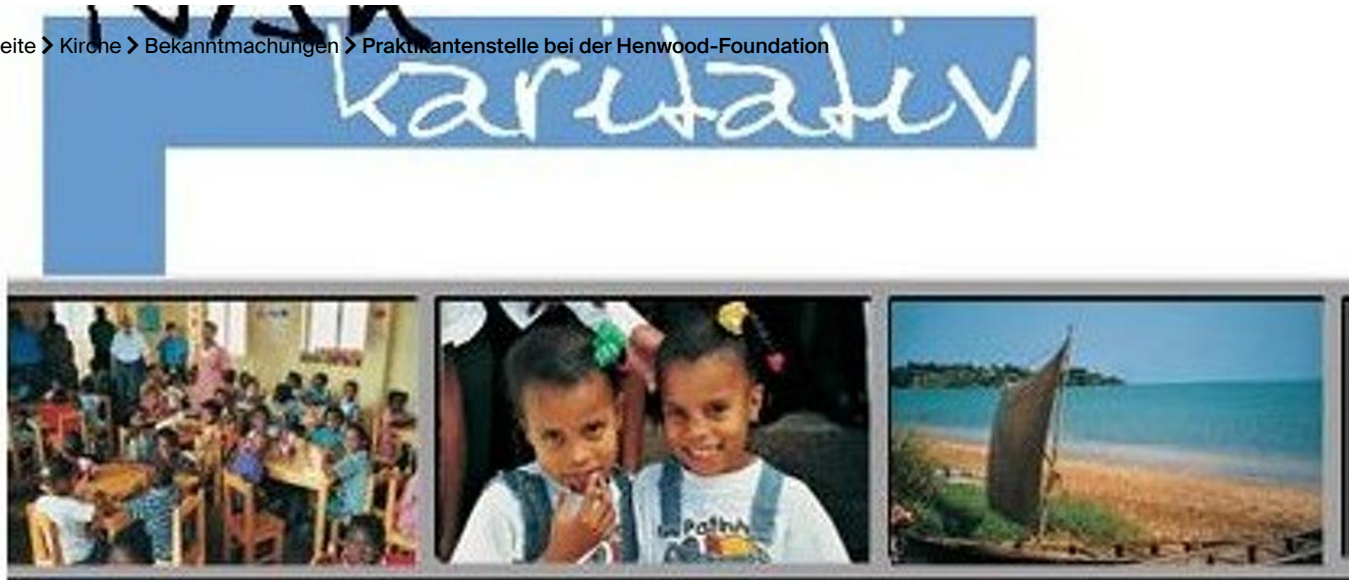 eite > Kirche > Bekanntmachungen > Praktikantenstelle bei der Henwood-Foundation
karitativ